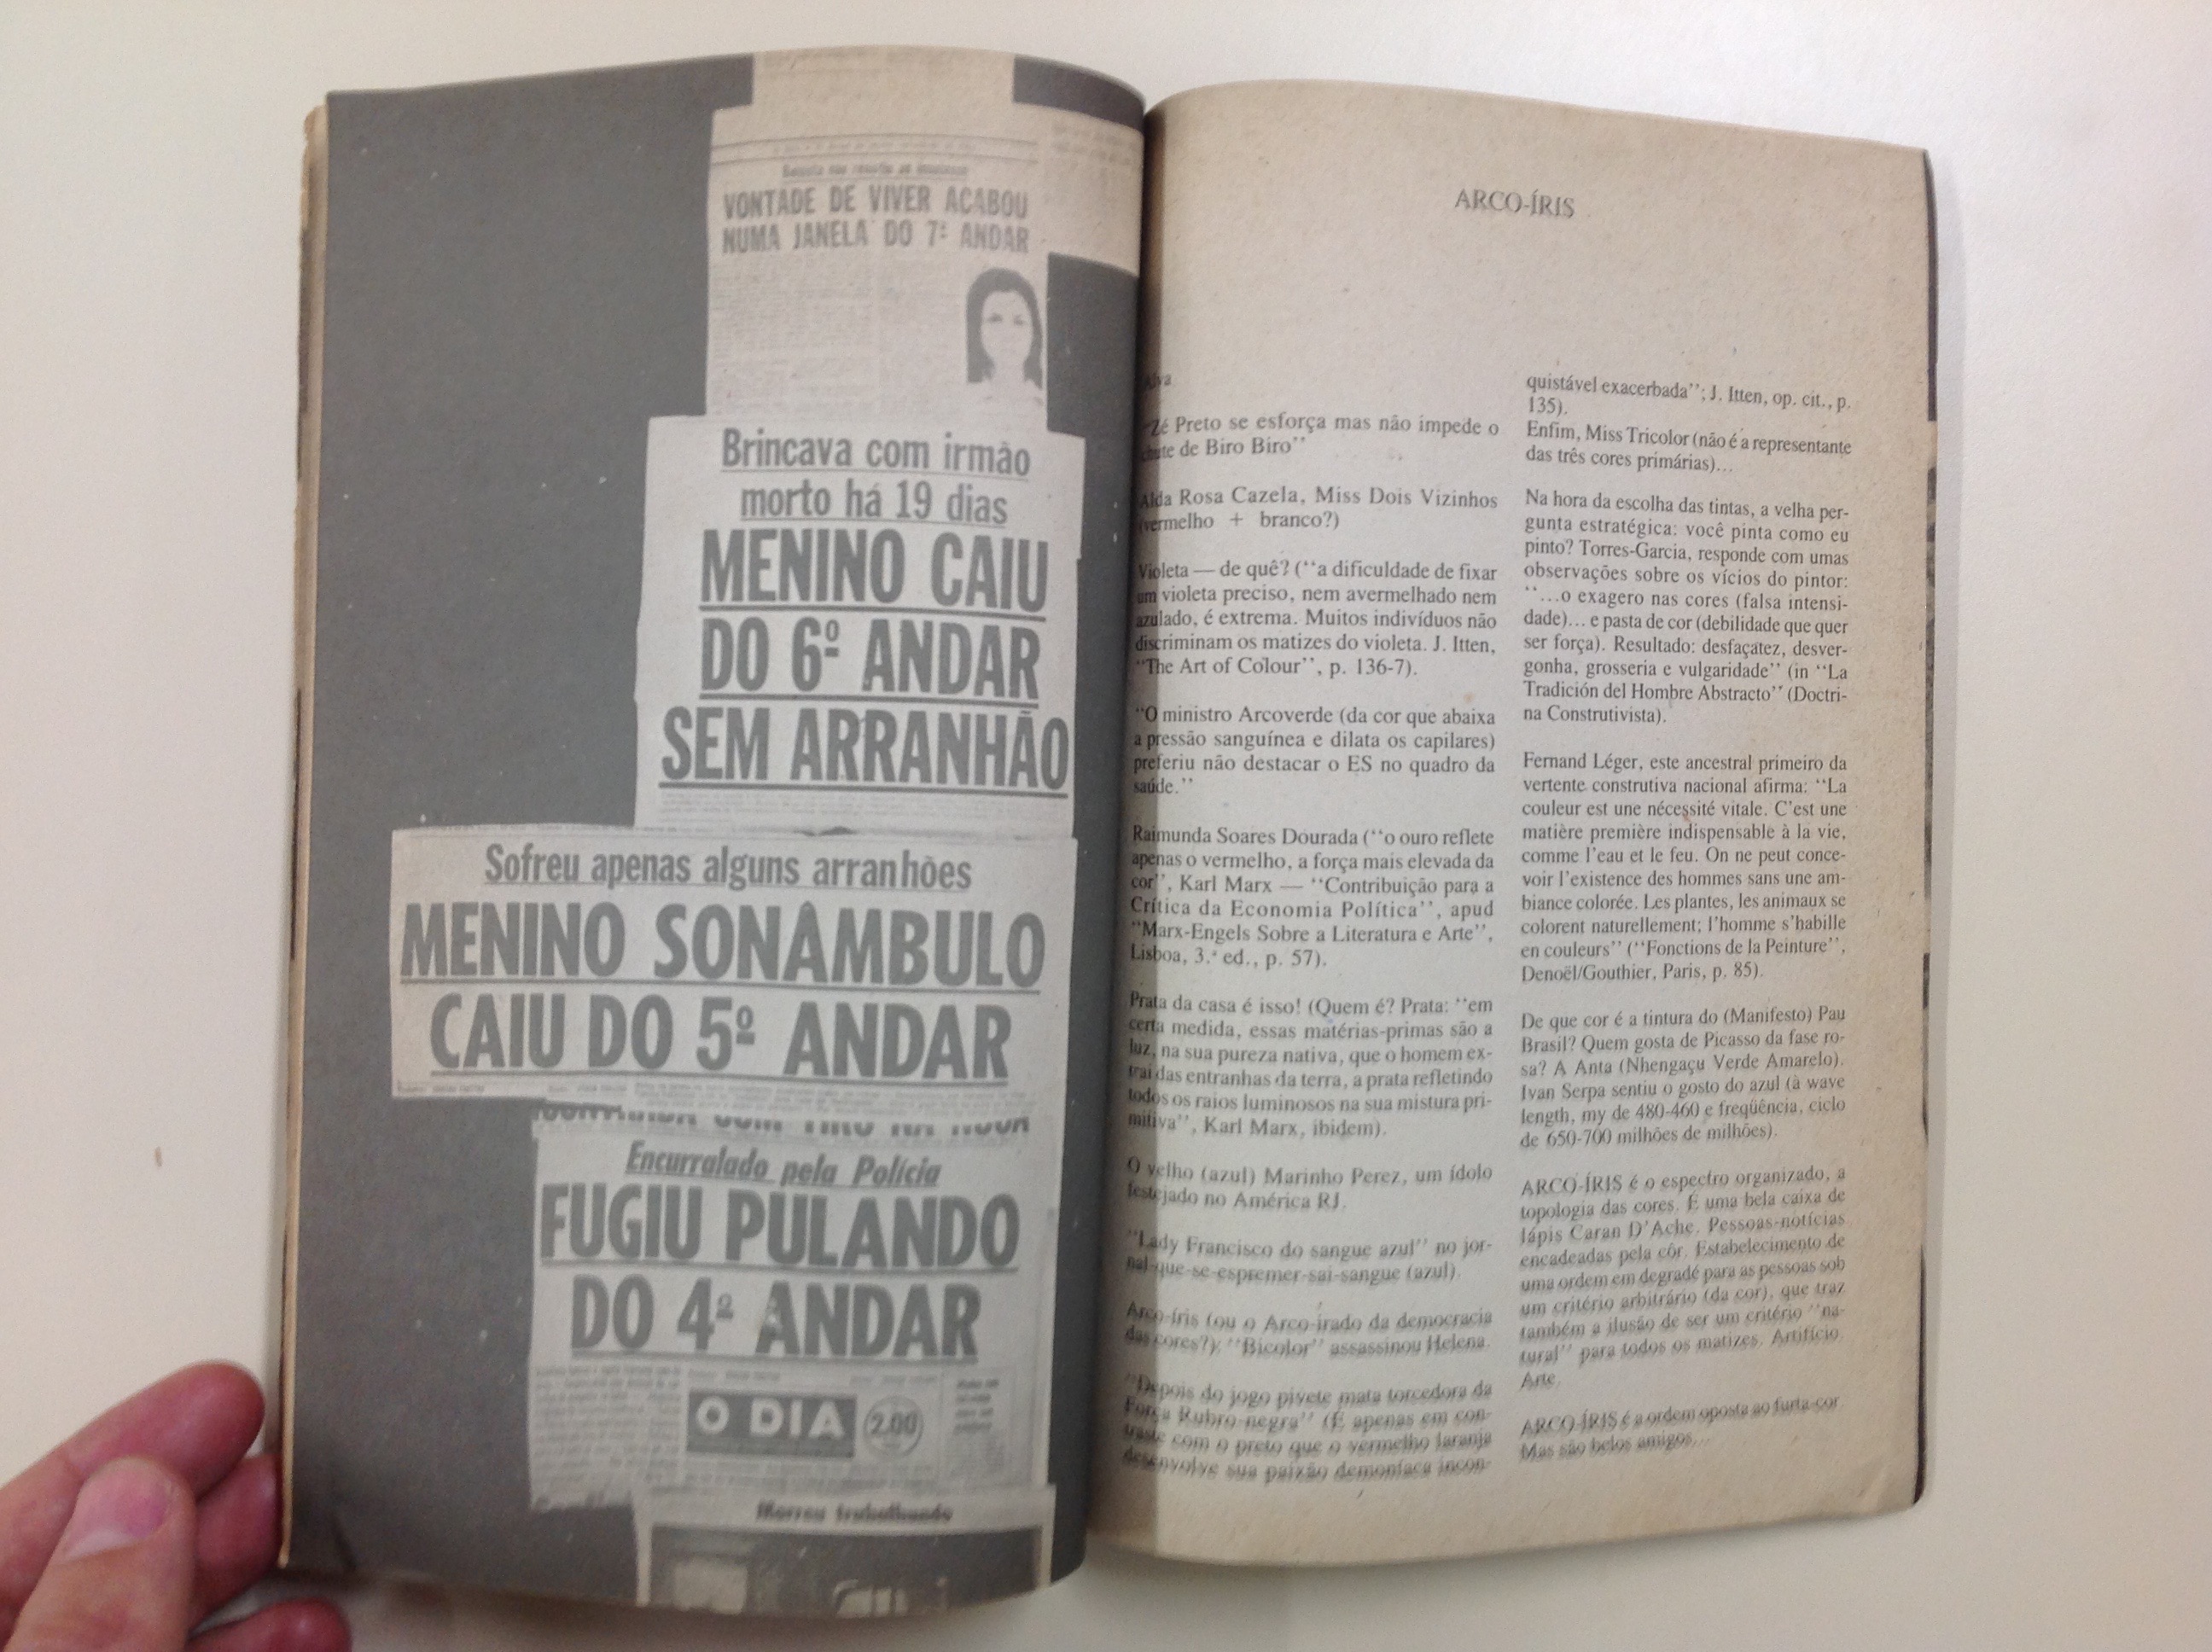 VONTADE DE VIVER ACABOU
NUMA JANELA DO 7º ANDAR
Brincava com irmão
morto há 19 dias
MENINO CAIU
DO 6º ANDAR
SEM ARRANHÃO
Sofreu apenas alguns arranhões
MENINO SONÂMBULO
CAIU DO 5º ANDAR
Encurralado pela Polícia
FUGIU PULANDO
DO 4º ANDAR
O DIA
2.00
Morreu trabalhando
ARCO-ÍRIS
Alva
"Zé Preto se esforça mas não impede o
chute de Biro Biro"
Alda Rosa Cazela, Miss Dois Vizinhos
(vermelho + branco?)
Violeta — de quê? ("a dificuldade de fixar
um violeta preciso, nem avermelhado nem
azulado, é extrema. Muitos indivíduos não
discriminam os matizes do violeta. J. Itten,
"The Art of Colour", p. 136-7).
"O ministro Arcoverde (da cor que abaixa
a pressão sanguínea e dilata os capilares)
preferiu não destacar o ES no quadro da
saúde."
Raimunda Soares Dourada ("o ouro reflete
apenas o vermelho, a força mais elevada da
cor", Karl Marx — "Contribuição para a
Crítica da Economia Política", apud
"Marx-Engels Sobre a Literatura e Arte",
Lisboa, 3.ª ed., p. 57).
Prata da casa é isso! (Quem é? Prata: "em
certa medida, essas matérias-primas são a
luz, na sua pureza nativa, que o homem ex-
trai das entranhas da terra, a prata refletindo
todos os raios luminosos na sua mistura pri-
mitiva", Karl Marx, ibidem).
O velho (azul) Marinho Perez, um ídolo
festejado no América RJ.
"Lady Francisco do sangue azul" no jor-
nal-que-se-espremer-sai-sangue (azul).
Arco-íris (ou o Arco-irado da democracia
das cores?); "Bicolor" assassinou Helena.
"Depois do jogo pivete mata torcedora da
Força Rubro-negra" (É apenas em con-
traste com o preto que o vermelho laranja
desenvolve sua paixão demoníaca incon-
quistável exacerbada"; J. Itten, op. cit., p.
135).
Enfim, Miss Tricolor (não é a representante
das três cores primárias)...
Na hora da escolha das tintas, a velha per-
gunta estratégica: você pinta como eu
pinto? Torres-Garcia, responde com umas
observações sobre os vícios do pintor:
"...o exagero nas cores (falsa intensi-
dade)... e pasta de cor (debilidade que quer
ser força). Resultado: desfaçatez, desver-
gonha, grosseria e vulgaridade" (in "La
Tradición del Hombre Abstracto" (Doctri-
na Construtivista).
Fernand Léger, este ancestral primeiro da
vertente construtiva nacional afirma: "La
couleur est une nécessité vitale. C'est une
matière première indispensable à la vie,
comme l'eau et le feu. On ne peut conce-
voir l'existence des hommes sans une am-
biance colorée. Les plantes, les animaux se
colorent naturellement; l'homme s'habille
en couleurs" ("Fonctions de la Peinture",
Denoël/Gouthier, Paris, p. 85).
De que cor é a tintura do (Manifesto) Pau
Brasil? Quem gosta de Picasso da fase ro-
sa? A Anta (Nhengaçu Verde Amarelo).
Ivan Serpa sentiu o gosto do azul (à wave
length, my de 480-460 e freqüência, ciclo
de 650-700 milhões de milhões).
ARCO-ÍRIS é o espectro organizado, a
topologia das cores. É uma bela caixa de
lápis Caran D'Ache. Pessoas-notícias
encadeadas pela côr. Estabelecimento de
uma ordem em degradé para as pessoas sob
um critério arbitrário (da cor), que traz
também a ilusão de ser um critério "na-
tural" para todos os matizes. Artifício.
Arte.
ARCO-ÍRIS é a ordem oposta ao furta-cor.
Mas são belos amigos...